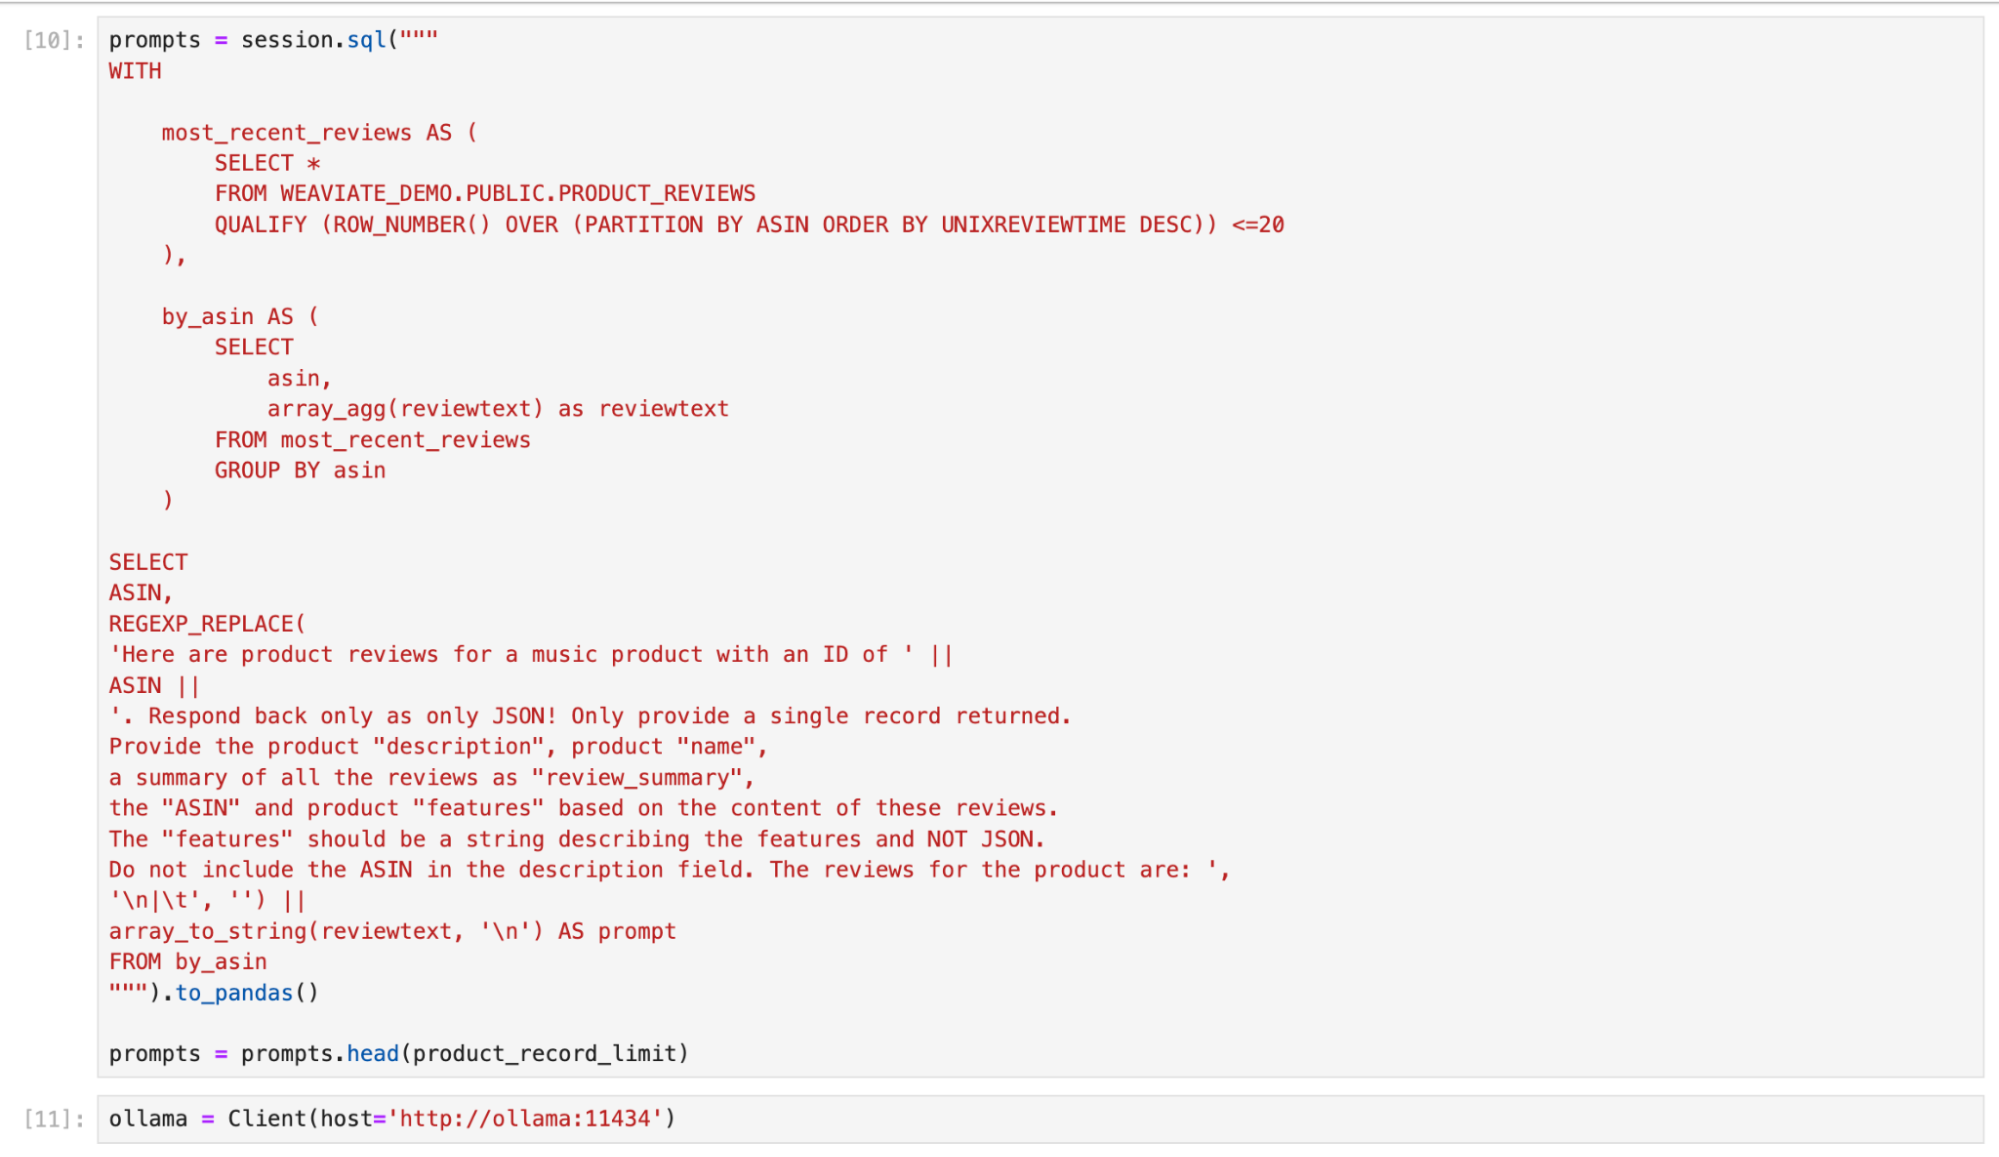 [10]: prompts = session.sql("""
WITH
most_recent_reviews AS (
SELECT *
FROM WEAVIATE_DEMO.PUBLIC.PRODUCT_REVIEWS
QUALIFY (ROW_NUMBER() OVER (PARTITION BY ASIN ORDER BY UNIXREVIEWTIME DESC)) <=20
),
by_asin AS (
SELECT
asin,
array_agg(reviewtext) as reviewtext
FROM most_recent_reviews
GROUP BY asin
)
SELECT
ASIN,
REGEXP_REPLACE(
'Here are product reviews for a music product with an ID of ' ||
ASIN ||
'. Respond back only as only JSON! Only provide a single record returned.
Provide the product "description", product "name",
a summary of all the reviews as "review_summary",
the "ASIN" and product "features" based on the content of these reviews.
The "features" should be a string describing the features and NOT JSON.
Do not include the ASIN in the description field. The reviews for the product are: ',
'\n|\t', '') ||
array_to_string(reviewtext, '\n') AS prompt
FROM by_asin
""").to_pandas()
prompts = prompts.head(product_record_limit)
[11]: ollama = Client(host='http://ollama:11434')